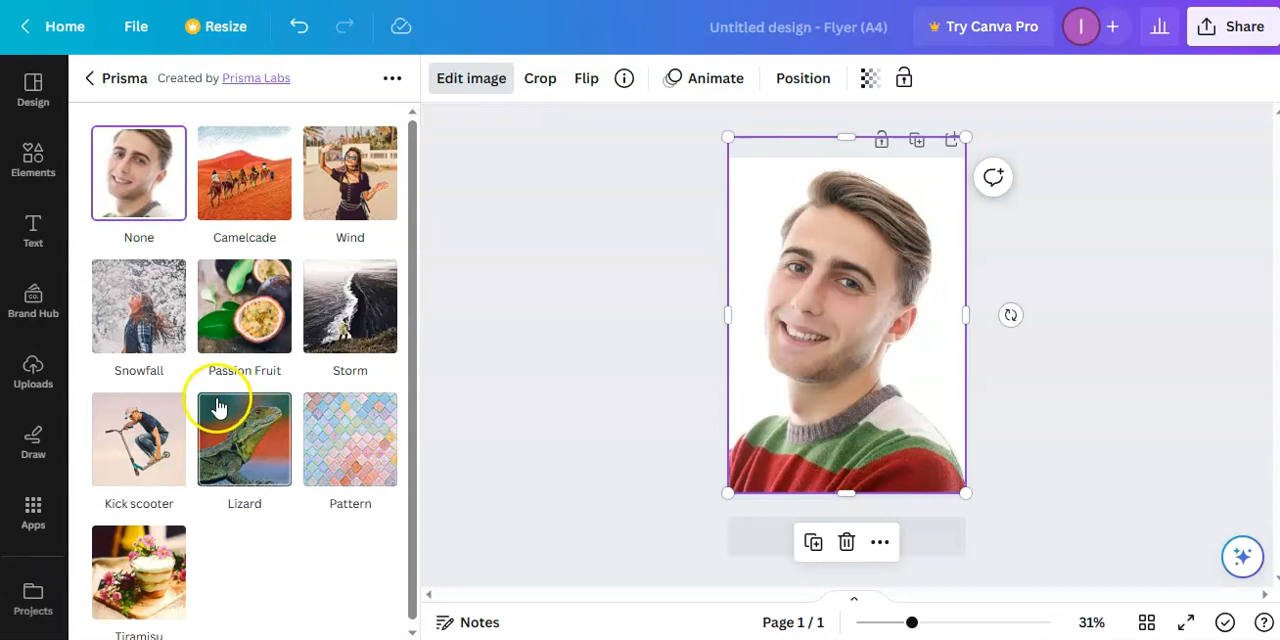 Home
File
Resize
Untitled design - Flyer (A4)
Try Canva Pro
I
Share
Design
Elements
Text
CO.
Brand Hub
Uploads
Draw
Apps
Projects
Prisma Created by Prisma Labs
Edit image
Crop
Flip
Animate
Position
None
Camelcade
Wind
Snowfall
Passion Fruit
Storm
Kick scooter
Lizard
Pattern
Tiramisu
Notes
Page 1 / 1
31%